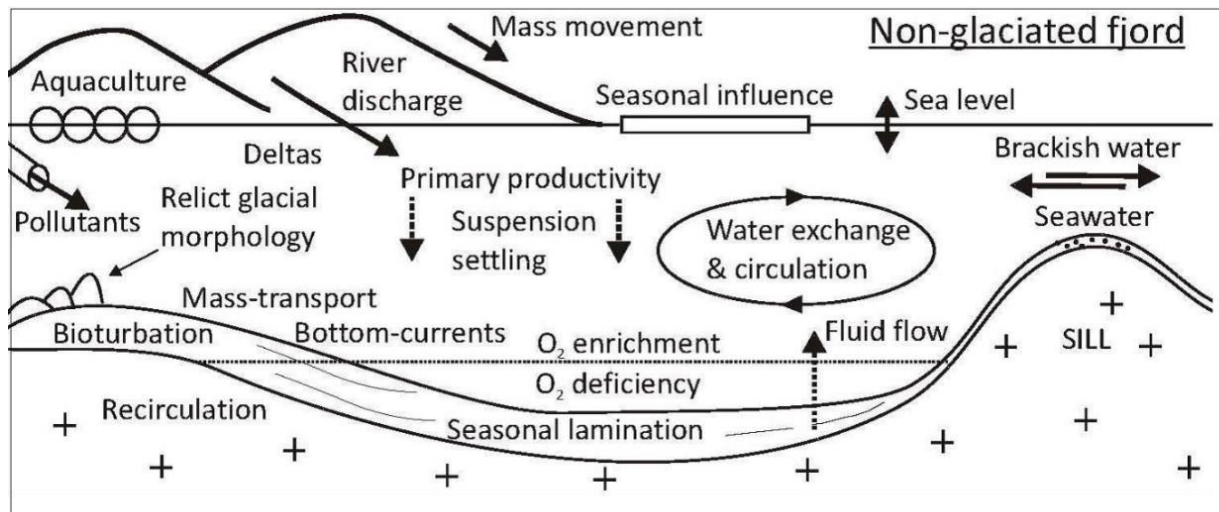 Non-glaciated fjord
Mass movement
River
discharge
Aquaculture
Seasonal influence
Sea level
Deltas
Brackish water
Seawater
Primary productivity
Suspension
settling
Pollutants
Relict glacial
morphology
Water exchange
& circulation
Mass-transport
Bottom-currents
Bioturbation
O₂ enrichment
Fluid flow
SILL
O₂ deficiency
Recirculation
Seasonal lamination